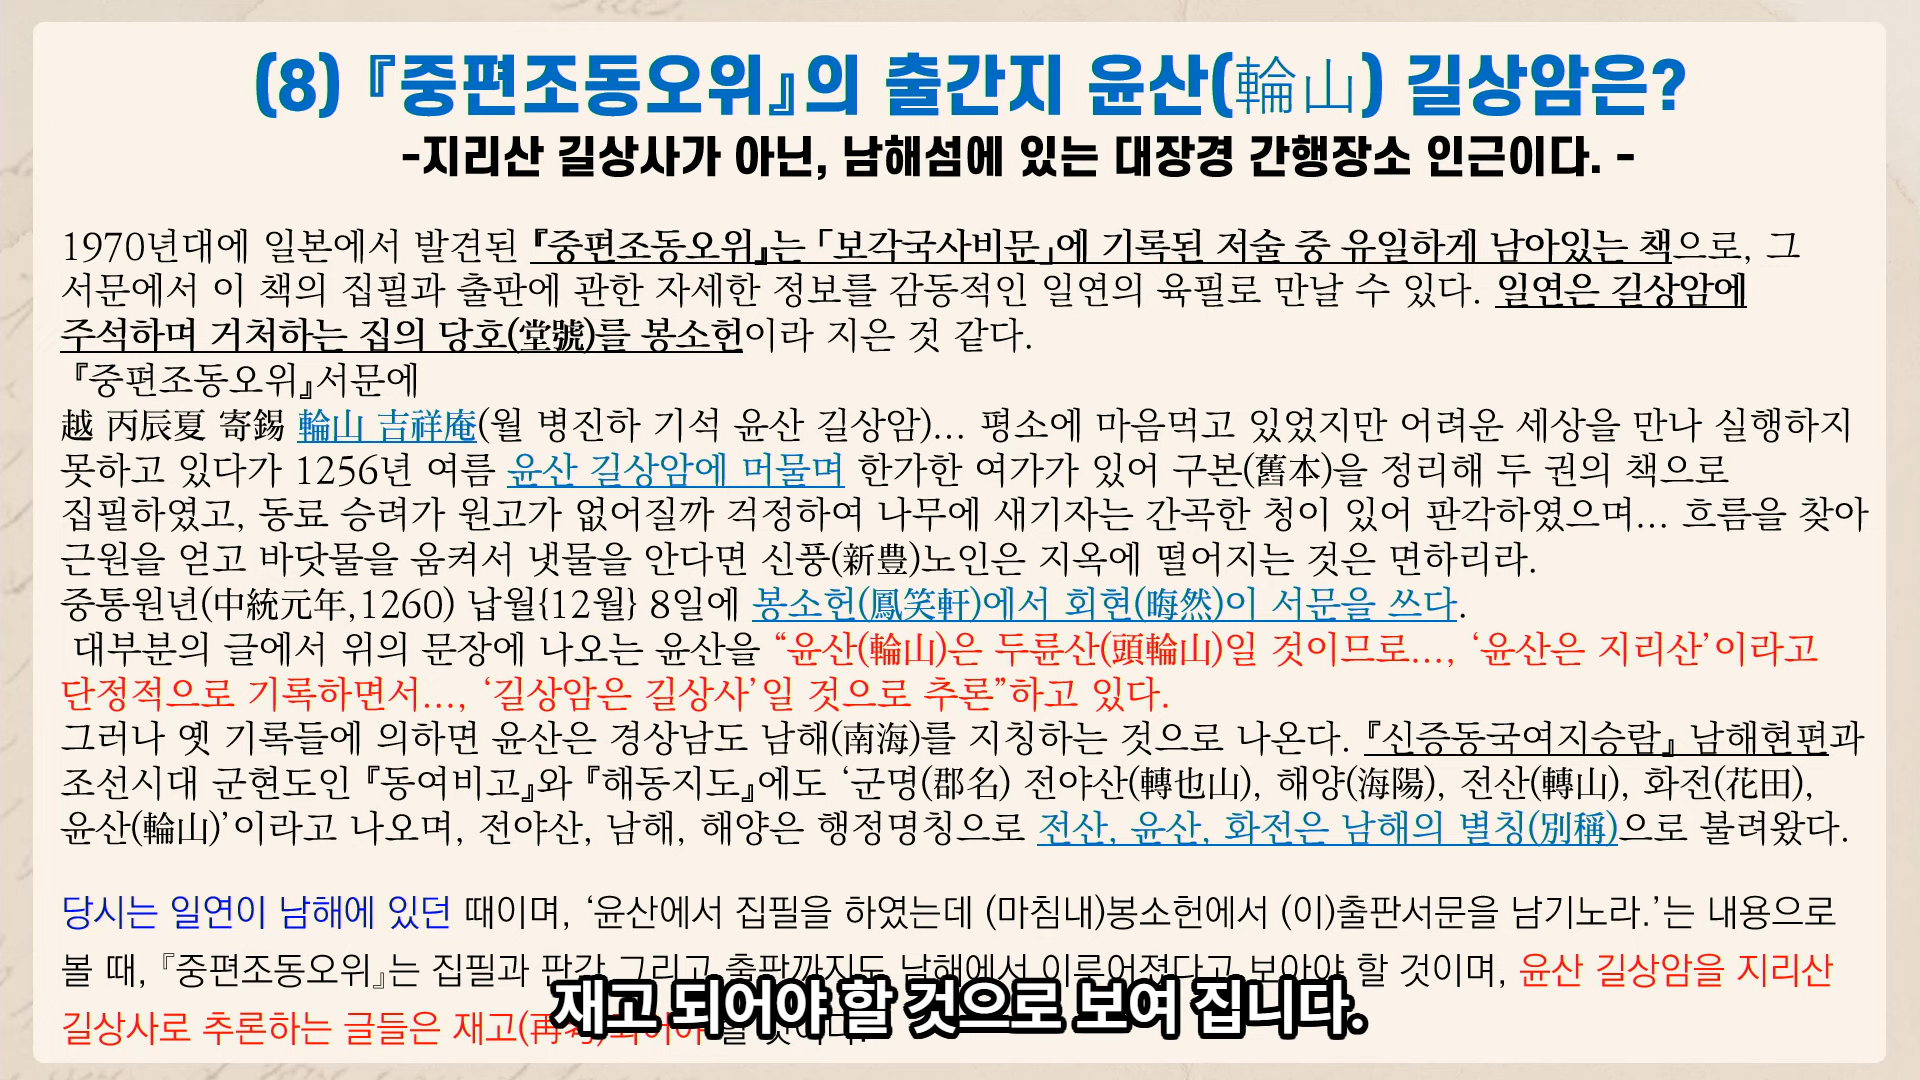 (8)『중편조동오위』의 출간지 윤산(輪山) 길상암은?
-지리산 길상사가 아닌, 남해섬에 있는 대장경 간행장소 인근이다. -
1970년대에 일본에서 발견된 『중편조동오위』는 「보각국사비문」에 기록된 저술 중 유일하게 남아있는 책으로, 그
서문에서 이 책의 집필과 출판에 관한 자세한 정보를 감동적인 일연의 육필로 만날 수 있다. 일연은 길상암에
주석하며 거처하는 집의 당호(堂號)를 봉소헌이라 지은 것 같다.
『중편조동오위』서문에
越 丙辰夏 寄錫 輪山 吉祥庵(월 병진하 기석 윤산 길상암)... 평소에 마음먹고 있었지만 어려운 세상을 만나 실행하지
못하고 있다가 1256년 여름 윤산 길상암에 머물며 한가한 여가가 있어 구본(舊本)을 정리해 두 권의 책으로
집필하였고, 동료 승려가 원고가 없어질까 걱정하여 나무에 새기자는 간곡한 청이 있어 판각하였으며... 흐름을 찾아
근원을 얻고 바닷물을 움켜서 냇물을 안다면 신풍(新豊)노인은 지옥에 떨어지는 것은 면하리라.
중통원년(中統元年,1260) 납월{12월} 8일에 봉소헌(鳳笑軒)에서 회현(晦然)이 서문을 쓰다.
대부분의 글에서 위의 문장에 나오는 윤산을 “윤산(輪山)은 두륜산(頭輪山)일 것이므로..., ‘윤산은 지리산’이라고
단정적으로 기록하면서..., ‘길상암은 길상사’일 것으로 추론”하고 있다.
그러나 옛 기록들에 의하면 윤산은 경상남도 남해(南海)를 지칭하는 것으로 나온다. 『신증동국여지승람』 남해현편과
조선시대 군현도인 『동여비고』와 『해동지도』에도 ‘군명(郡名) 전야산(轉也山), 해양(海陽), 전산(轉山), 화전(花田),
윤산(輪山)’이라고 나오며, 전야산, 남해, 해양은 행정명칭으로 전산, 윤산, 화전은 남해의 별칭(別稱)으로 불려왔다.
당시는 일연이 남해에 있던 때이며, ‘윤산에서 집필을 하였는데 (마침내)봉소헌에서 (이)출판서문을 남기노라.’는 내용으로
볼 때, 『중편조동오위』는 집필과 판각 그리고 출판까지도 남해에서 이루어졌다고 보아야 할 것이며, 윤산 길상암을 지리산
길상사로 추론하는 글들은 재고(再考)되어야 할 것이다.
재고 되어야 할 것으로 보여 집니다.